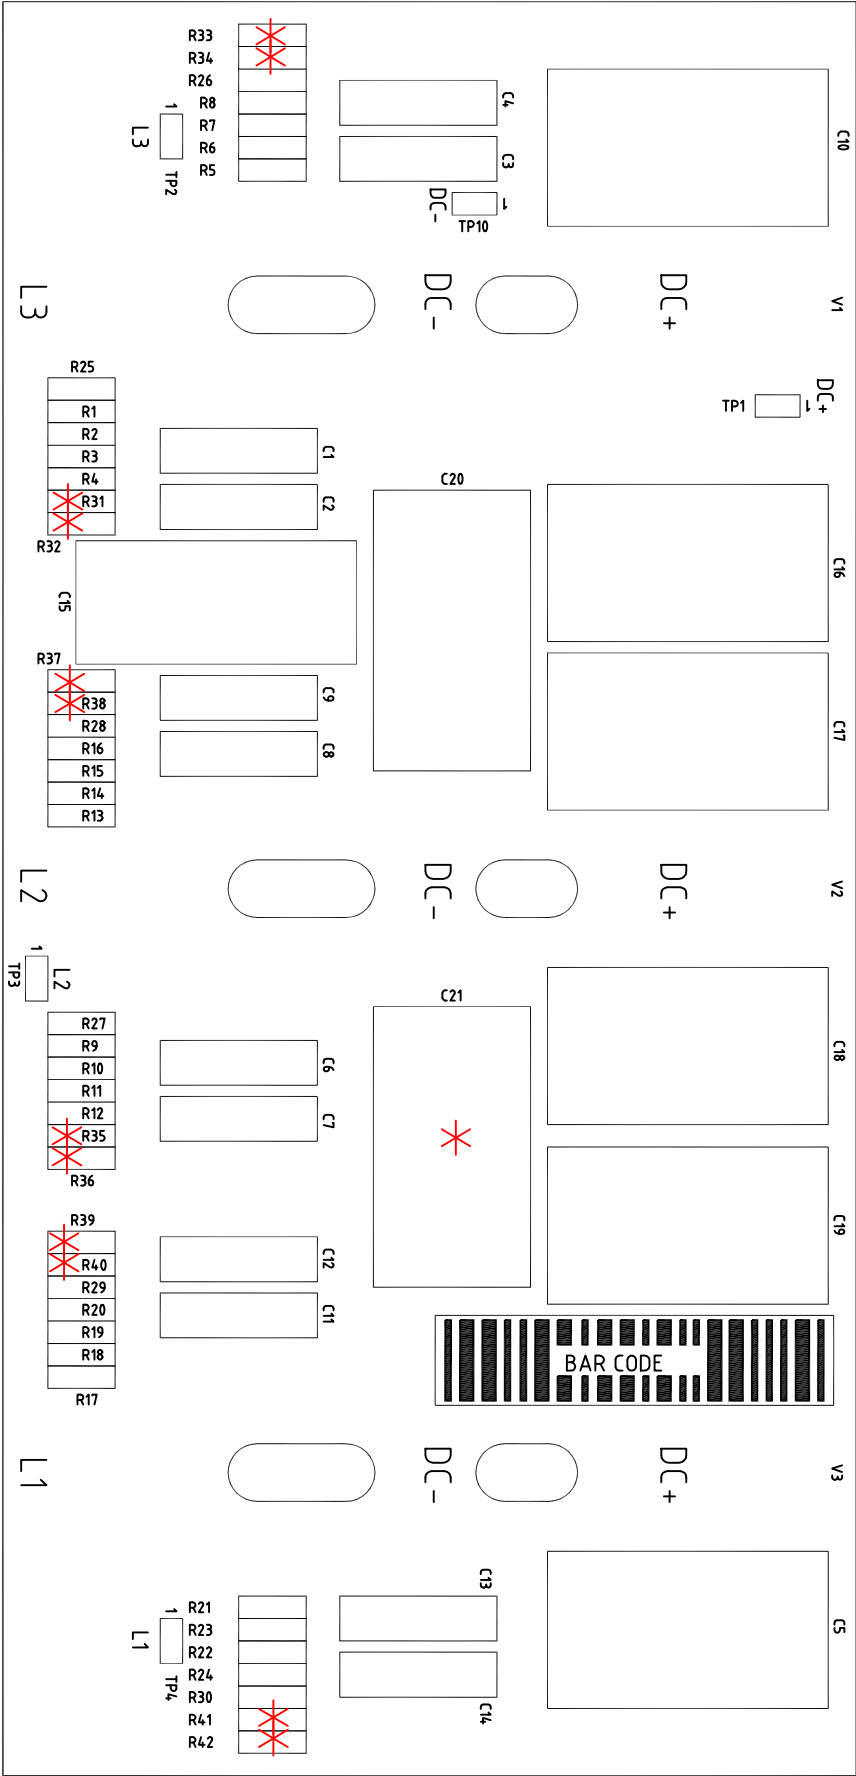 R33
R34
R26
R8
R7
R6
R5
1
L3
TP2
C4
C3
C10
DC-
1
TP10
L3
DC-
DC+
V1
R25
R1
R2
R3
R4
R31
R32
C1
C2
C20
TP1
1
DC+
C16
C15
R37
R38
R28
R16
R15
R14
R13
C9
C8
C17
L2
DC-
DC+
V2
1
TP3
L2
R27
R9
R10
R11
R12
R35
R36
C6
C7
C21
C18
R39
R40
R29
R20
R19
R18
R17
C12
C11
C19
BAR CODE
L1
DC-
DC+
V3
R21
R23
R22
R24
R30
R41
R42
1
L1
TP4
C13
C14
C5